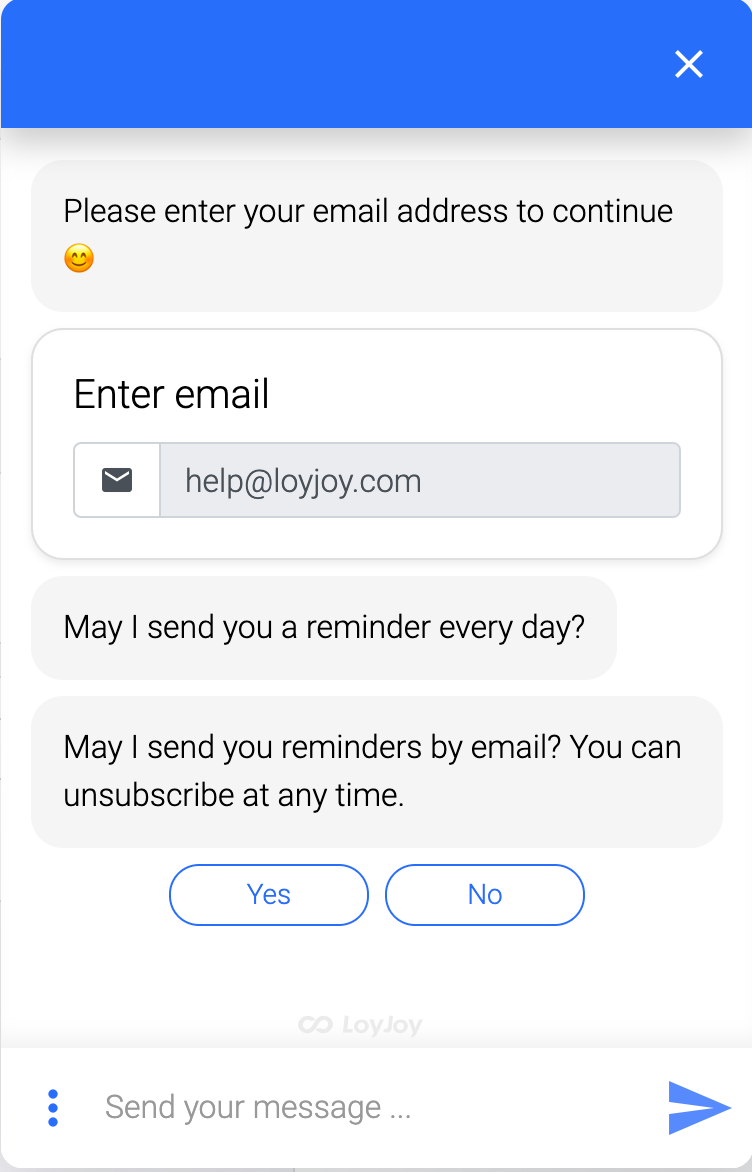 Please enter your email address to continue
😊
Enter email
help@loyjoy.com
May I send you a reminder every day?
May I send you reminders by email? You can
unsubscribe at any time.
Yes
No
LoyJoy
Send your message ...